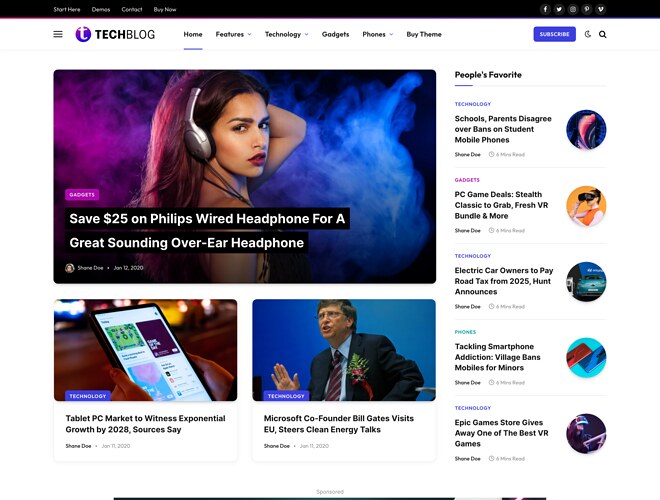 Start Here Demos Contact Buy Now
TECHBLOG Home Features Technology Gadgets Phones Buy Theme SUBSCRIBE
GADGETS
Save $25 on Philips Wired Headphone For A
Great Sounding Over-Ear Headphone
Shane Doe • Jan 12, 2020
TECHNOLOGY
Tablet PC Market to Witness Exponential
Growth by 2028, Sources Say
Shane Doe • Jan 11, 2020
TECHNOLOGY
Microsoft Co-Founder Bill Gates Visits
EU, Steers Clean Energy Talks
Shane Doe • Jan 11, 2020
People's Favorite
TECHNOLOGY
Schools, Parents Disagree
over Bans on Student
Mobile Phones
Shane Doe 6 Mins Read
GADGETS
PC Game Deals: Stealth
Classic to Grab, Fresh VR
Bundle & More
Shane Doe 6 Mins Read
TECHNOLOGY
Electric Car Owners to Pay
Road Tax from 2025, Hunt
Announces
Shane Doe 6 Mins Read
PHONES
Tackling Smartphone
Addiction: Village Bans
Mobiles for Minors
Shane Doe 6 Mins Read
TECHNOLOGY
Epic Games Store Gives
Away One of The Best VR
Games
Shane Doe 6 Mins Read
Sponsored